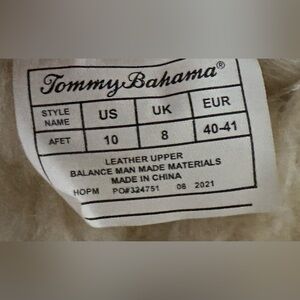 Tommy Bahama®
STYLE NAME US UK EUR
AFET 10 8 40-41
LEATHER UPPER
BALANCE MAN MADE MATERIALS
MADE IN CHINA
HOPM PO#324751 08 2021